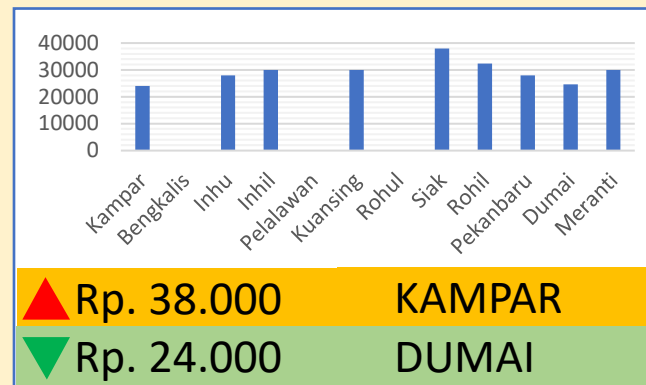 40000
30000
20000
10000
0
Kampar
Bengkalis
Inhu
Inhil
Pelalawan
Kuansing
Rohul
Siak
Rohil
Pekanbaru
Dumai
Meranti
Rp. 38.000 KAMPAR
Rp. 24.000 DUMAI